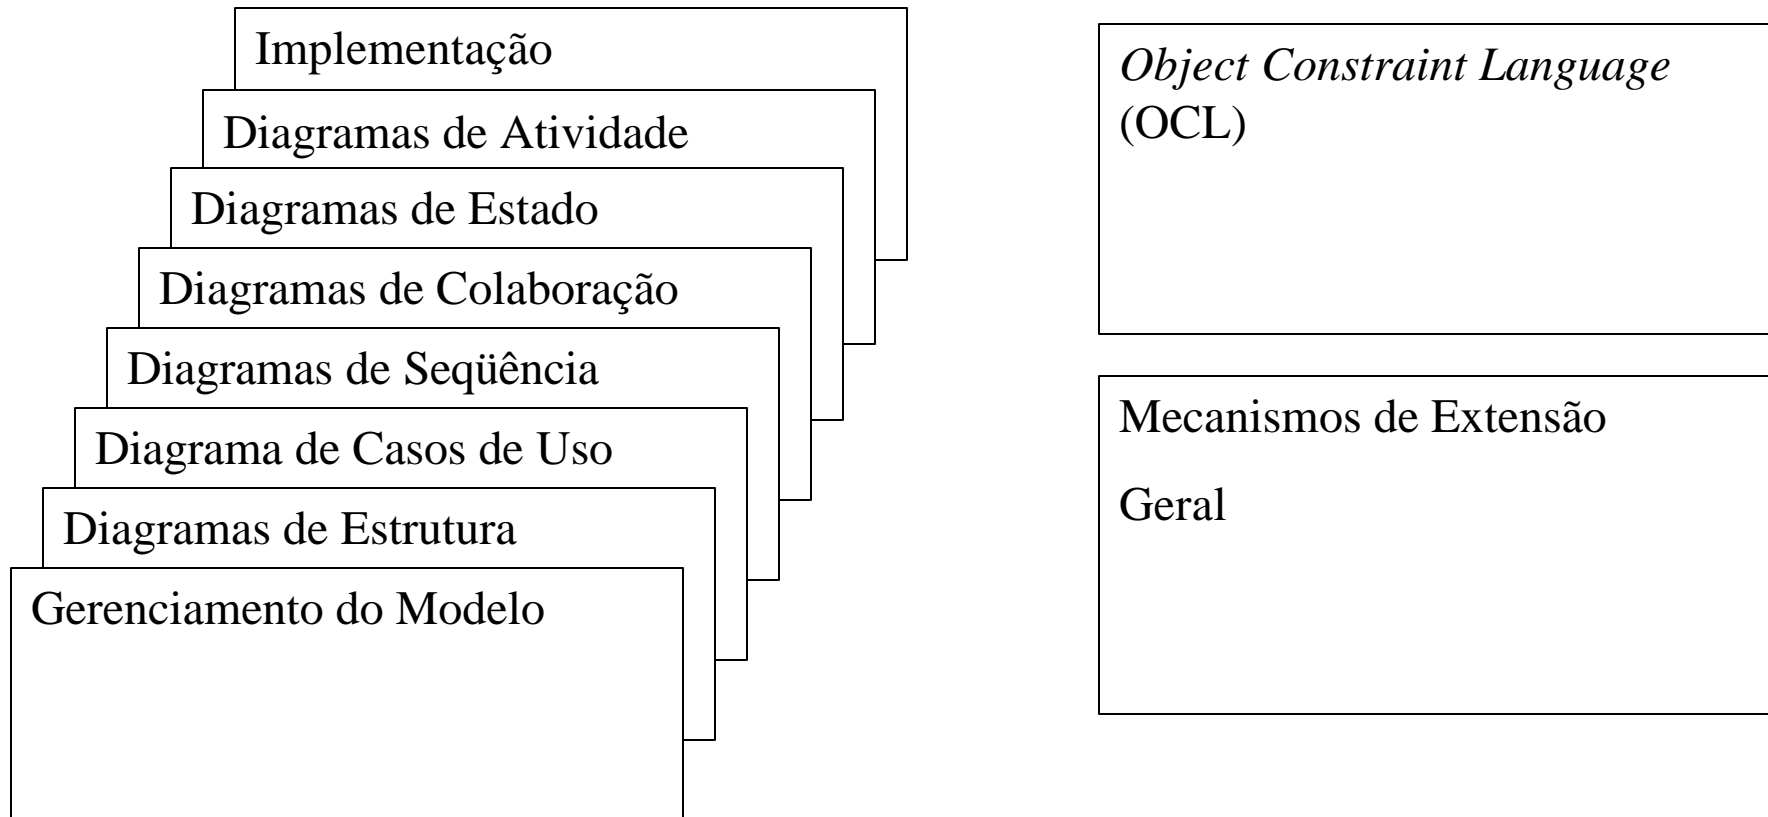 Implementação
Diagramas de Atividade
Diagramas de Estado
Diagramas de Colaboração
Diagramas de Seqüência
Diagrama de Casos de Uso
Diagramas de Estrutura
Gerenciamento do Modelo
Object Constraint Language
(OCL)
Mecanismos de Extensão
Geral